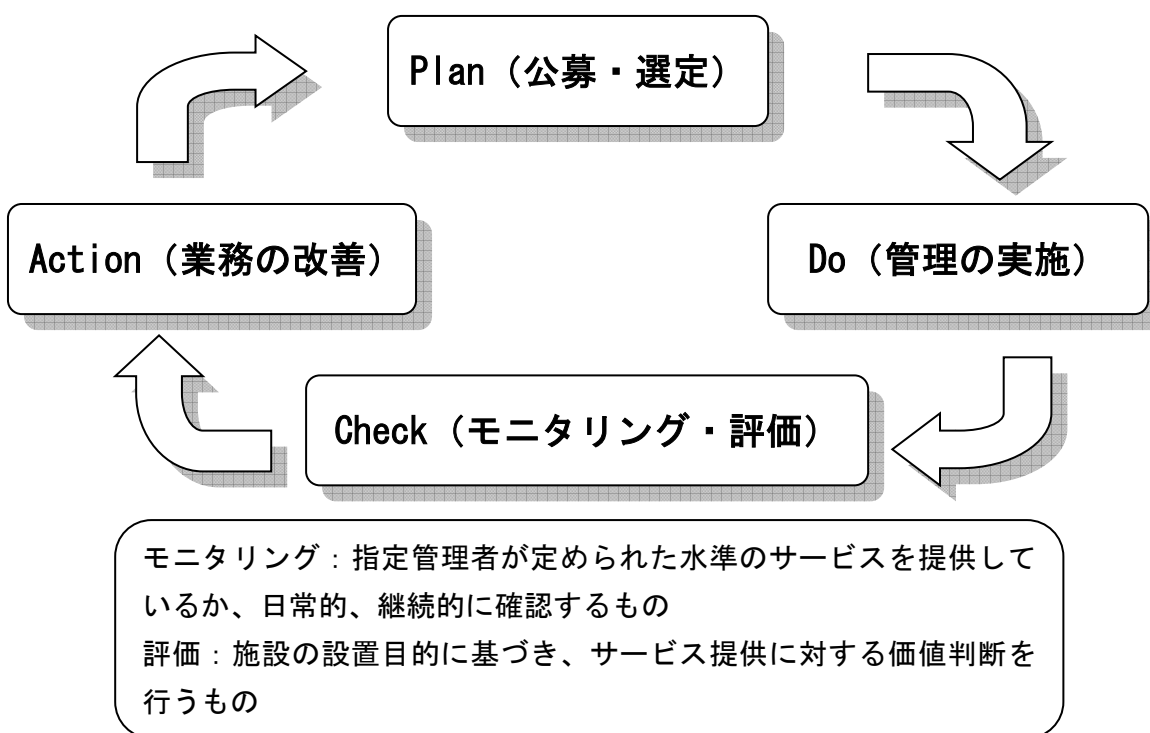 Plan（公募・選定）
Action（業務の改善）
Do（管理の実施）
Check（モニタリング・評価）
モニタリング：指定管理者が定められた水準のサービスを提供して
いるか、日常的、継続的に確認するもの
評価：施設の設置目的に基づき、サービス提供に対する価値判断を
行うもの